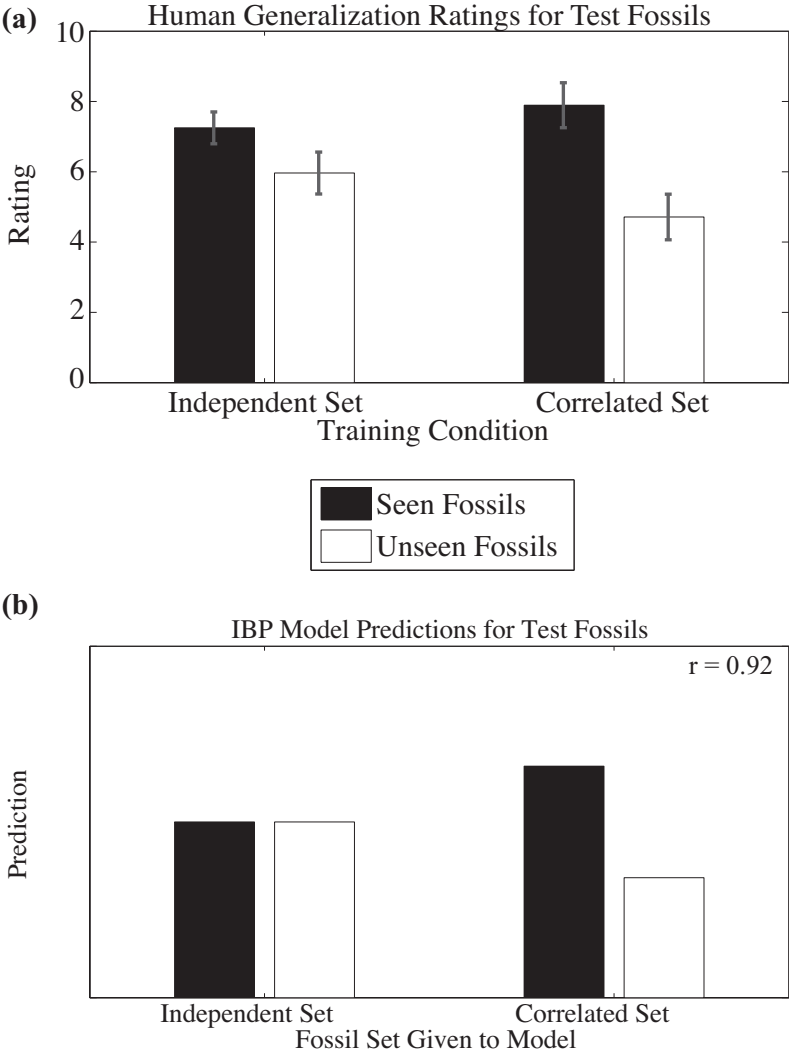 (a)
Human Generalization Ratings for Test Fossils
10
8
6
4
2
0
Rating
Independent Set
Correlated Set
Training Condition
Seen Fossils
Unseen Fossils
(b)
IBP Model Predictions for Test Fossils
r = 0.92
Prediction
Independent Set
Correlated Set
Fossil Set Given to Model